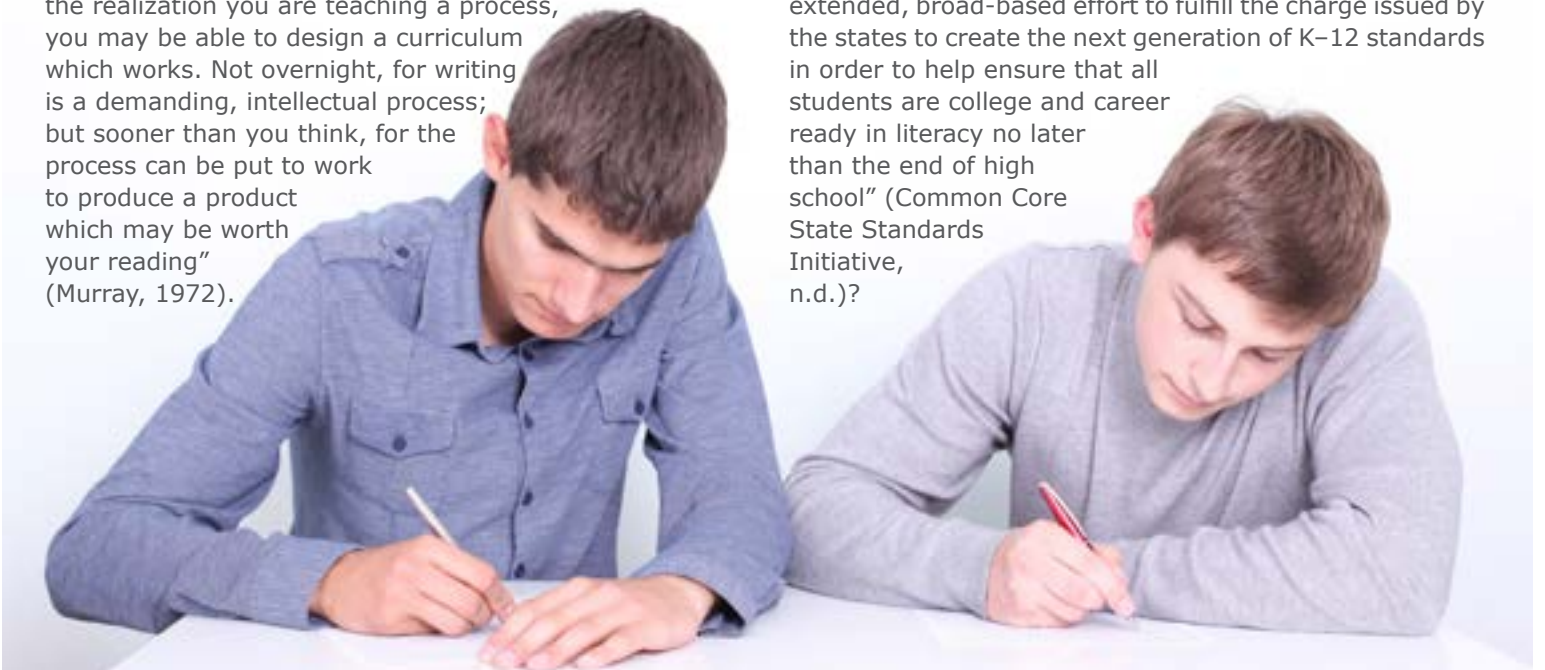 the realization you are teaching a process,
you may be able to design a curriculum
which works. Not overnight, for writing
is a demanding, intellectual process;
but sooner than you think, for the
process can be put to work
to produce a product
which may be worth
your reading”
(Murray, 1972).
extended, broad-based effort to fulfill the charge issued by
the states to create the next generation of K–12 standards
in order to help ensure that all
students are college and career
ready in literacy no later
than the end of high
school” (Common Core
State Standards
Initiative,
n.d.)?